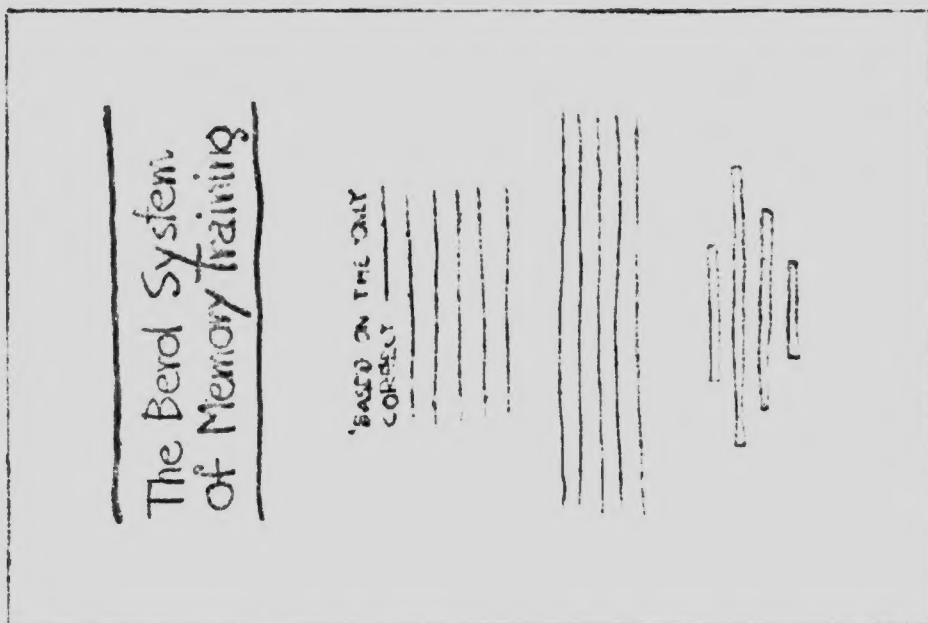 The Berol System
of Memory Training
'BASED ON THE ONLY
CORRECT